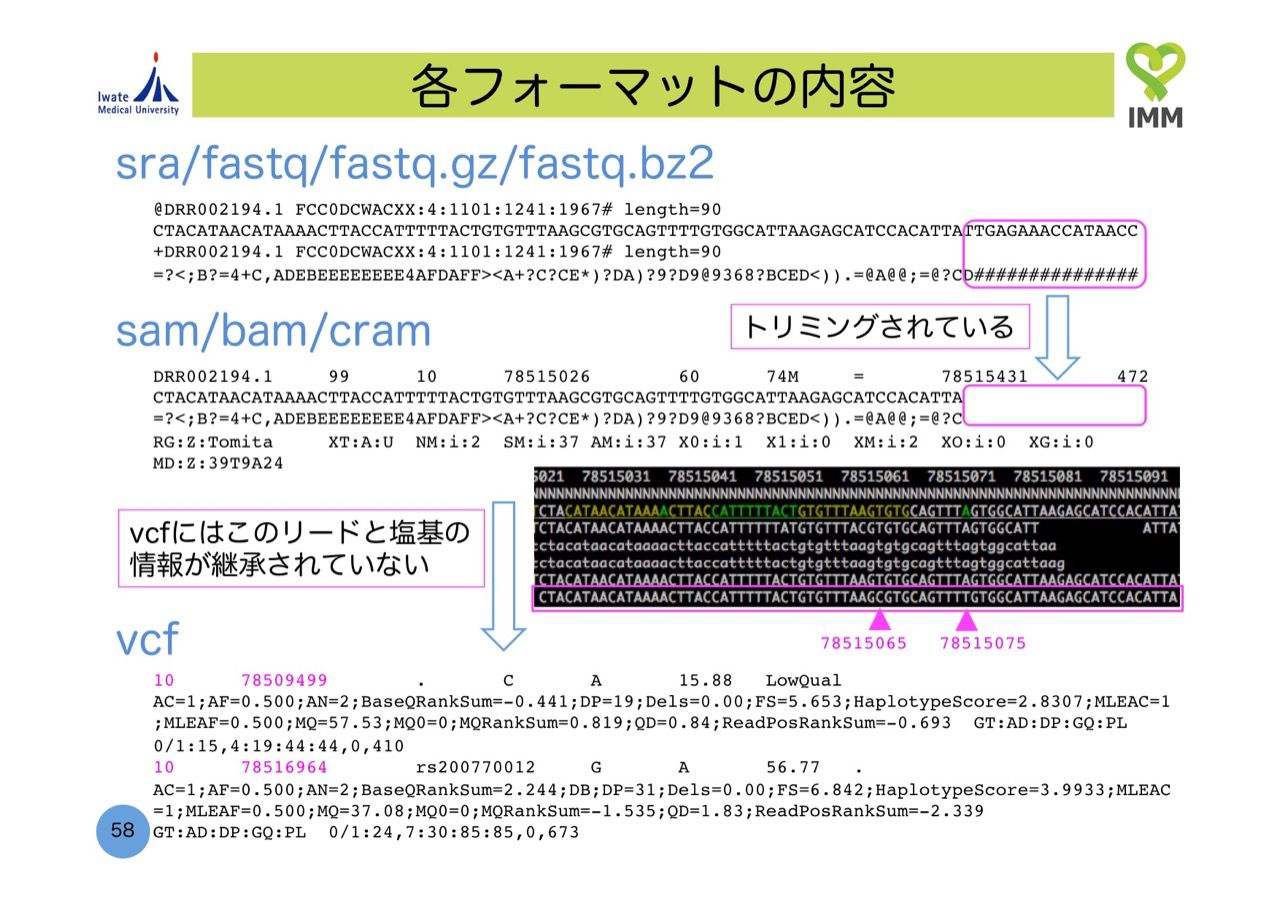 Iwate
Medical University
各フォーマットの内容
IMM
sra/fastq/fastq.gz/fastq.bz2
@DRR002194.1 FCC0DCWACXX:4:1101:1241:1967# length=90
CTACATAACATAAAACTTACCATTTTTACTGTGTTTAAGCGTGCAGTTTTGTGGCATTAAGAGCATCCACATTATTGAGAAACCATAACC
+DRR002194.1 FCC0DCWACXX:4:1101:1241:1967# length=90
=?<;B?=4+C,ADEBEEEEEEEE4AFDAFF><A+?C?CE*)?DA)?9?D9@9368?BCED<)).=@A@@;=@?CD###############
トリミングされている
sam/bam/cram
DRR002194.1 99 10 78515026 60 74M = 78515431 472
CTACATAACATAAAACTTACCATTTTTACTGTGTTTAAGCGTGCAGTTTTGTGGCATTAAGAGCATCCACATTA
=?<;B?=4+C,ADEBEEEEEEEE4AFDAFF><A+?C?CE*)?DA)?9?D9@9368?BCED<)).=@A@@;=@?C
RG:Z:Tomita XT:A:U NM:i:2 SM:i:37 AM:i:37 X0:i:1 X1:i:0 XM:i:2 XO:i:0 XG:i:0
MD:Z:39T9A24
5021 78515031 78515041 78515051 78515061 78515071 78515081 78515091
CTACATAACATAAAACTTACCATTTTTACTGTGTTTAAGTGTGCAGTTTAGTGGCATTAAGAGCATCCACATTA
CTACATAACATAAAACTTACCATTTTTATGTGTTTACGTGTGCAGTTTAGTGGCATT ATTA
ctacataacataaaacttaccatttttactgtgtttaagtgtgcagtttagtggcattaa
ctacataacataaaacttaccatttttactgtgtttaagtgtgcagtttagtggcattaag
CTACATAACATAAAACTTACCATTTTTACTGTGTTTAAGTGTGCAGTTTAGTGGCATTAAGAGCATCCACATTA
CTACATAACATAAAACTTACCATTTTTACTGTGTTTAAGCGTGCAGTTTTGTGGCATTAAGAGCATCCACATTA
78515065 78515075
vcfにはこのリードと塩基の
情報が継承されていない
vcf
10 78509499 . C A 15.88 LowQual
AC=1;AF=0.500;AN=2;BaseQRankSum=-0.441;DP=19;Dels=0.00;FS=5.653;HaplotypeScore=2.8307;MLEAC=1
;MLEAF=0.500;MQ=57.53;MQ0=0;MQRankSum=0.819;QD=0.84;ReadPosRankSum=-0.693 GT:AD:DP:GQ:PL
0/1:15,4:19:44:44,0,410
10 78516964 rs200770012 G A 56.77 .
AC=1;AF=0.500;AN=2;BaseQRankSum=2.244;DB;DP=31;Dels=0.00;FS=6.842;HaplotypeScore=3.9933;MLEAC
=1;MLEAF=0.500;MQ=37.08;MQ0=0;MQRankSum=-1.535;QD=1.83;ReadPosRankSum=-2.339
GT:AD:DP:GQ:PL 0/1:24,7:30:85:85,0,673
58